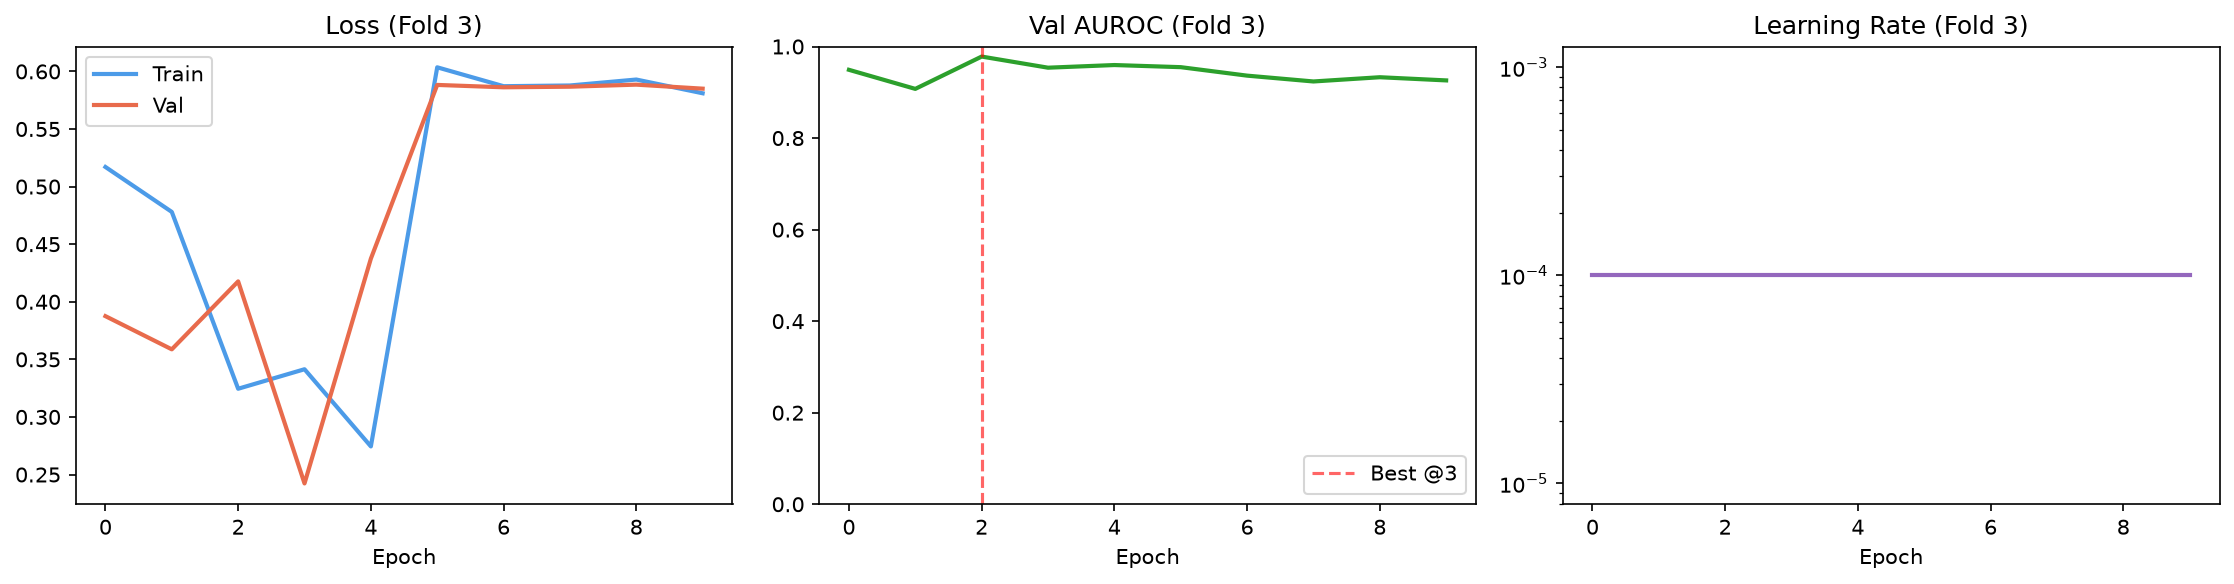 Loss (Fold 3)
Train
Val
0.60
0.55
0.50
0.45
0.40
0.35
0.30
0.25
0 2 4 6 8
Epoch
Val AUROC (Fold 3)
1.0
0.8
0.6
0.4
0.2
0.0
Best @3
0 2 4 6 8
Epoch
Learning Rate (Fold 3)
10⁻³
10⁻⁴
10⁻⁵
0 2 4 6 8
Epoch